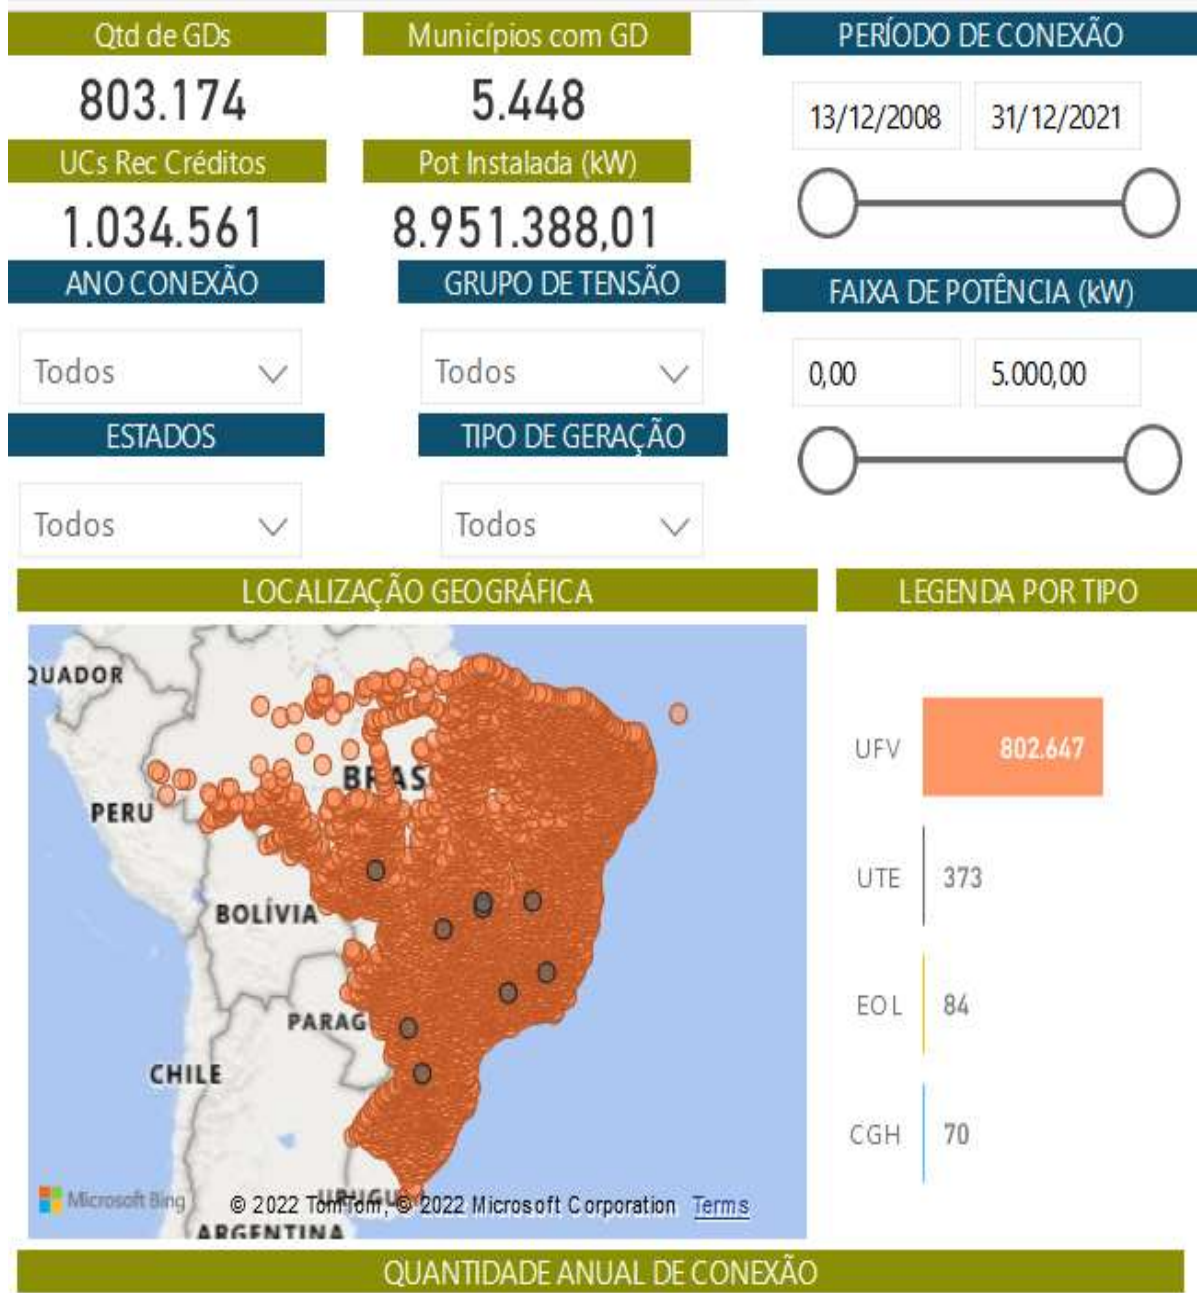 Qtd de GDs
Municípios com GD
PERÍODO DE CONEXÃO
803.174
5.448
13/12/2008
31/12/2021
UCs Rec Créditos
Pot Instalada (kW)
1.034.561
8.951.388,01
ANO CONEXÃO
GRUPO DE TENSÃO
FAIXA DE POTÊNCIA (kW)
Todos
Todos
0,00
5.000,00
ESTADOS
TIPO DE GERAÇÃO
Todos
Todos
LOCALIZAÇÃO GEOGRÁFICA
LEGENDA POR TIPO
QUADOR
BRAS
PERU
BOLÍVIA
PARAG
CHILE
URUGU
ARGENTINA
Microsoft Bing
© 2022 TomTom, © 2022 Microsoft Corporation Terms
UFV 802.647
UTE 373
EOL 84
CGH 70
QUANTIDADE ANUAL DE CONEXÃO